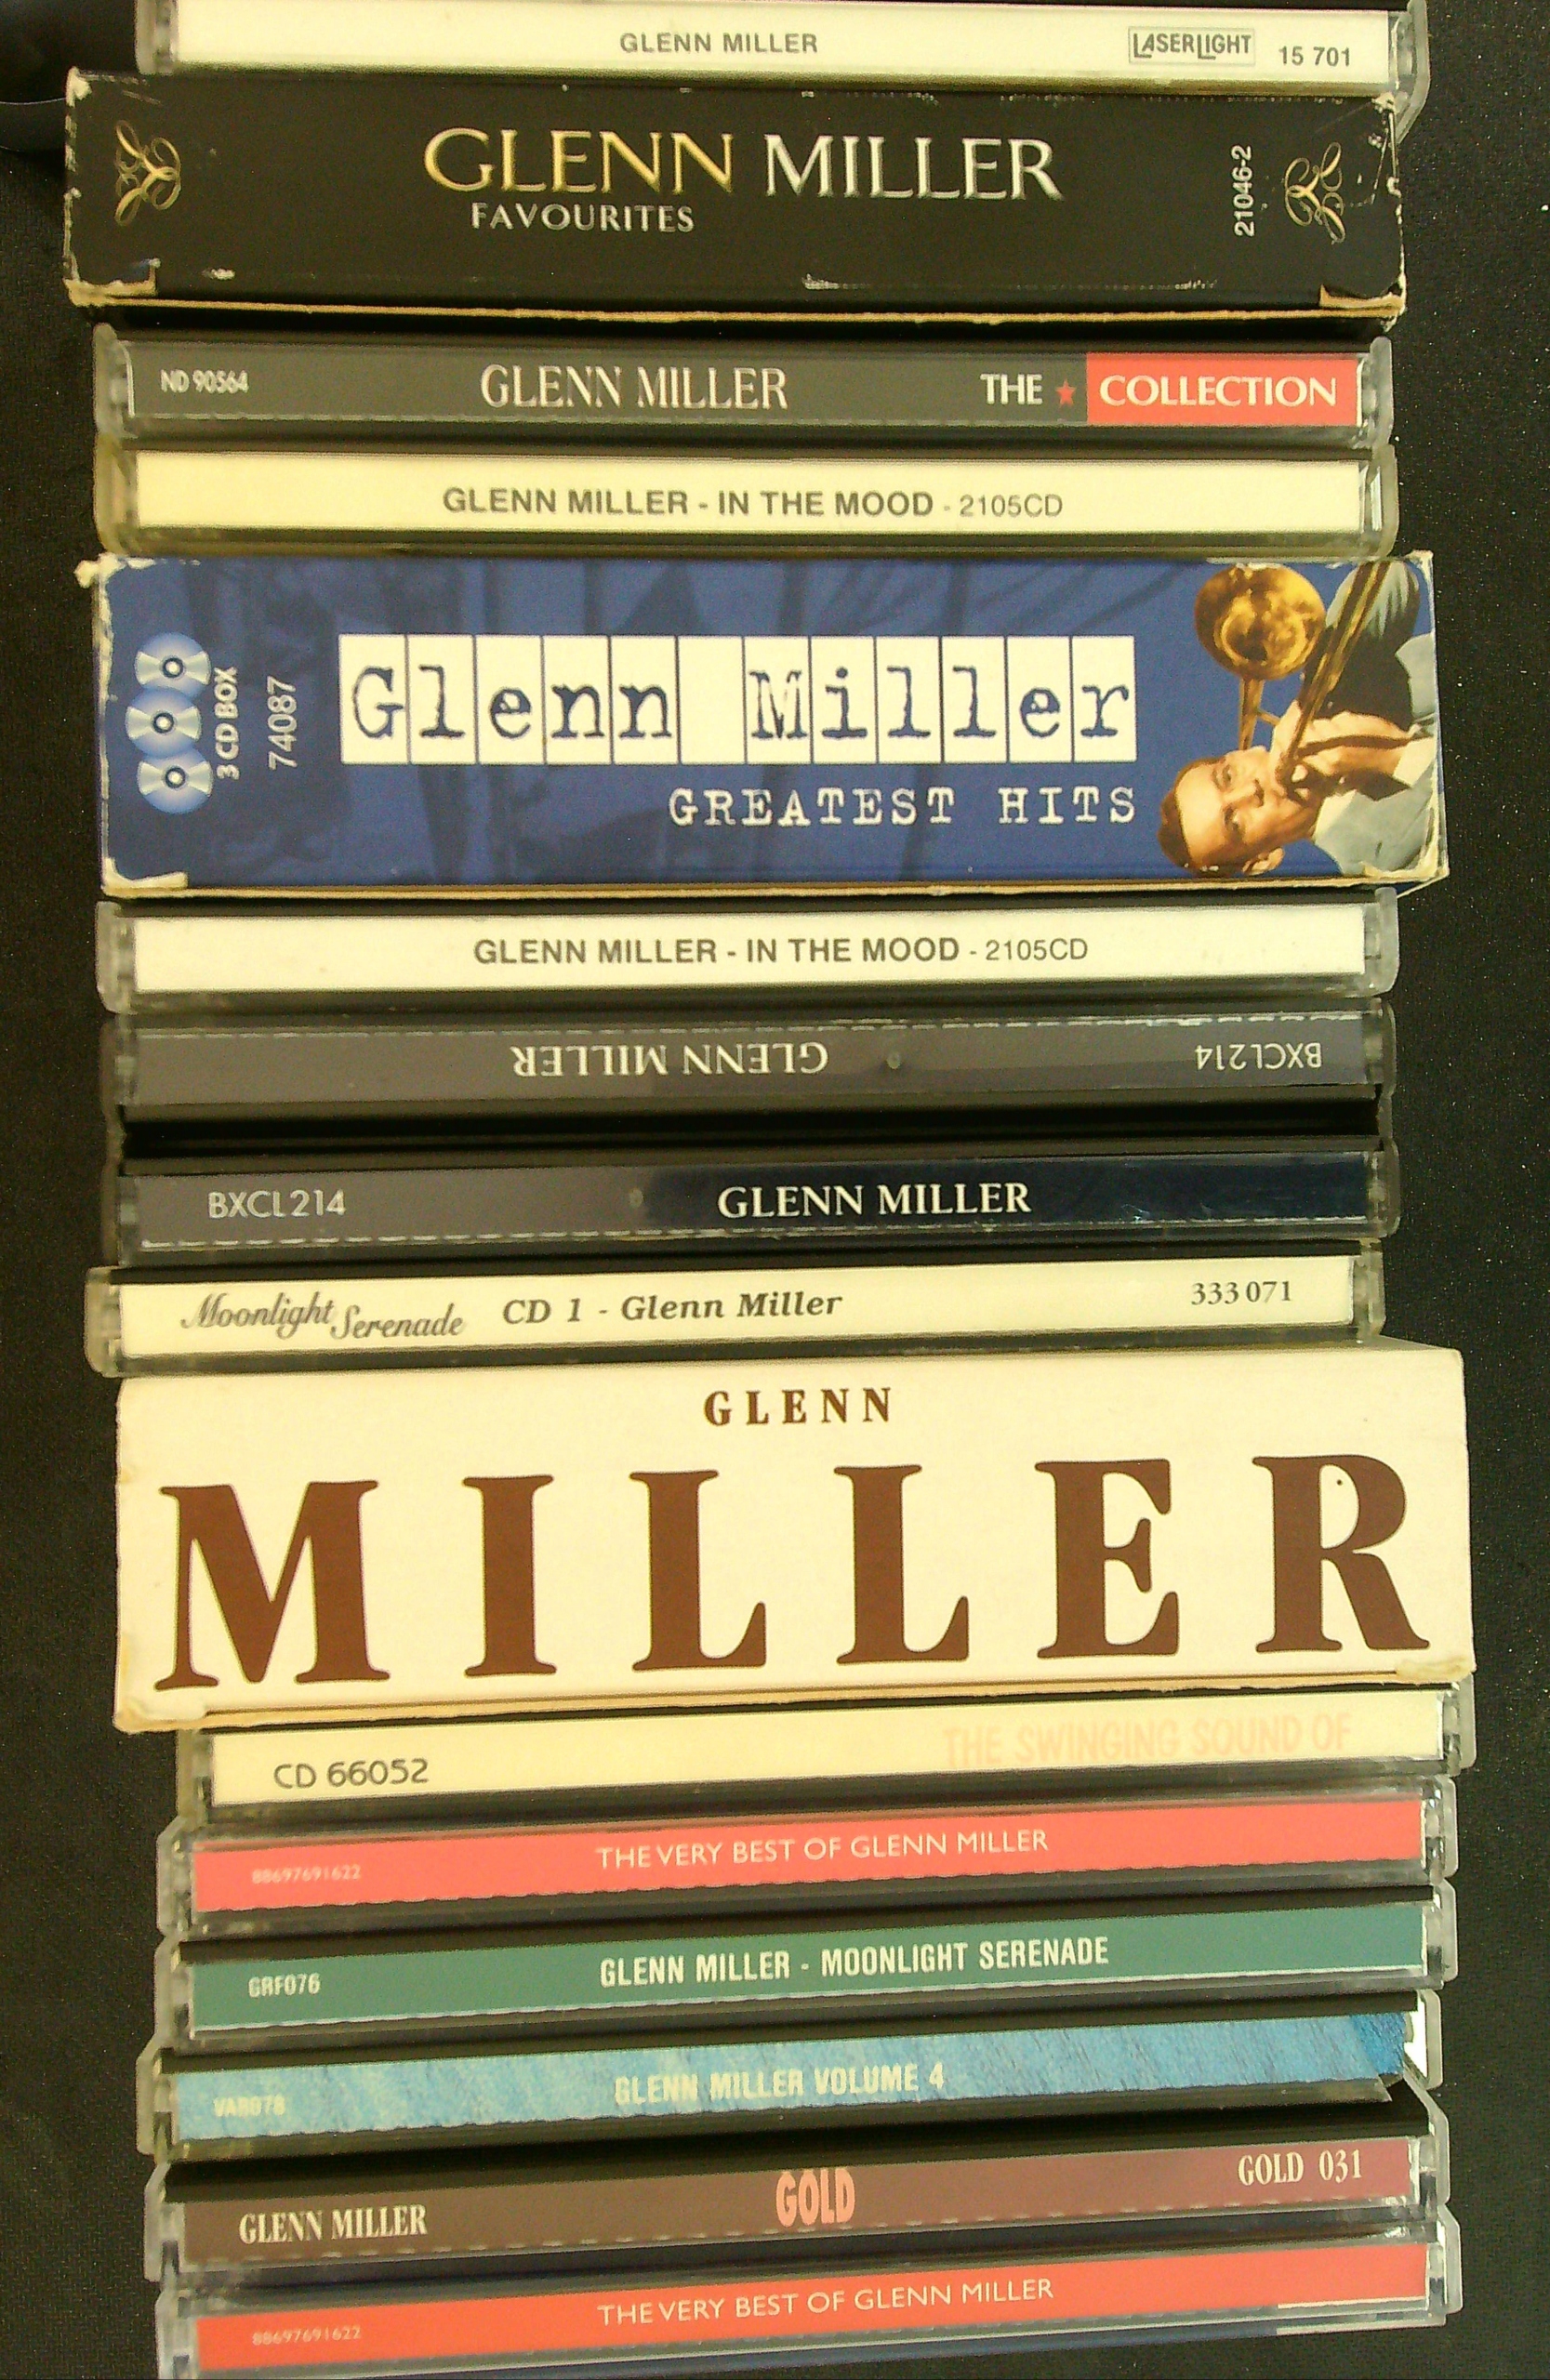 GLENN MILLER LASERLIGHT 15 701
GLENN MILLER
FAVOURITES
21046-2
ND 90564 GLENN MILLER THE COLLECTION
GLENN MILLER - IN THE MOOD - 2105CD
3 CD BOX
74087
Glenn Miller
GREATEST HITS
GLENN MILLER - IN THE MOOD - 2105CD
BXCL214 GLENN MILLER
BXCL214 GLENN MILLER
Moonlight Serenade CD 1 - Glenn Miller 333 071
GLENN
MILLER
CD 66052 THE SWINGING SOUND OF
88697691622 THE VERY BEST OF GLENN MILLER
GRF076 GLENN MILLER - MOONLIGHT SERENADE
VAR078 GLENN MILLER VOLUME 4
GLENN MILLER GOLD GOLD 031
88697691622 THE VERY BEST OF GLENN MILLER